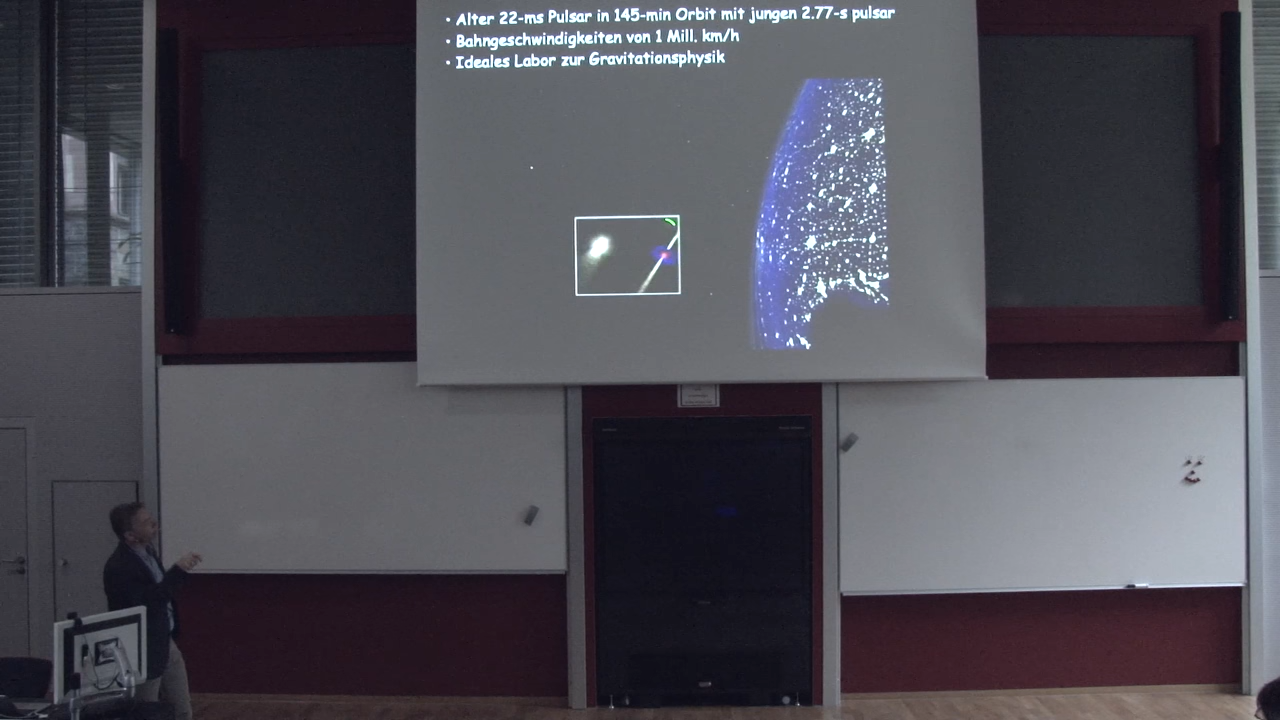 • Alter 22-ms Pulsar in 145-min Orbit mit jungen 2.77-s pulsar
• Bahngeschwindigkeiten von 1 Mill. km/h
• Ideales Labor zur Gravitationsphysik